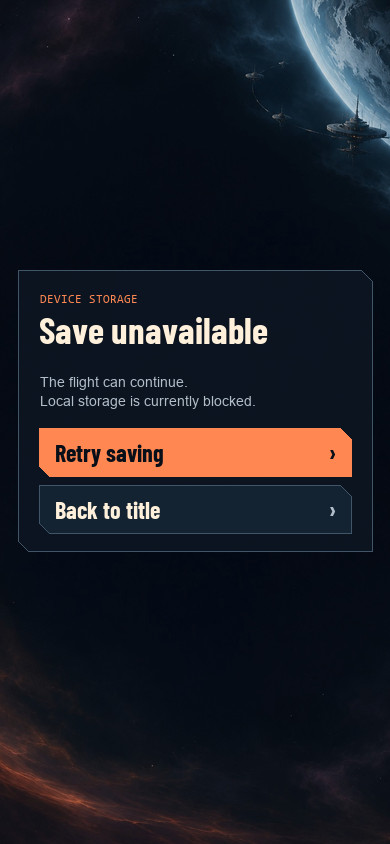 DEVICE STORAGE
Save unavailable
The flight can continue.
Local storage is currently blocked.
Retry saving ›
Back to title ›